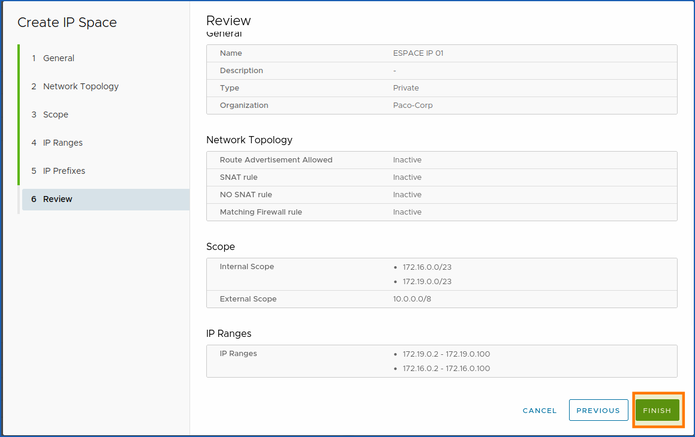 Create IP Space
1 General
2 Network Topology
3 Scope
4 IP Ranges
5 IP Prefixes
6 Review
Review
General
Name ESPACE IP 01
Description -
Type Private
Organization Paco-Corp
Network Topology
Route Advertisement Allowed Inactive
SNAT rule Inactive
NO SNAT rule Inactive
Matching Firewall rule Inactive
Scope
Internal Scope • 172.16.0.0/23
• 172.19.0.0/23
External Scope 10.0.0.0/8
IP Ranges
IP Ranges • 172.19.0.2 - 172.19.0.100
• 172.16.0.2 - 172.16.0.100
CANCEL PREVIOUS FINISH